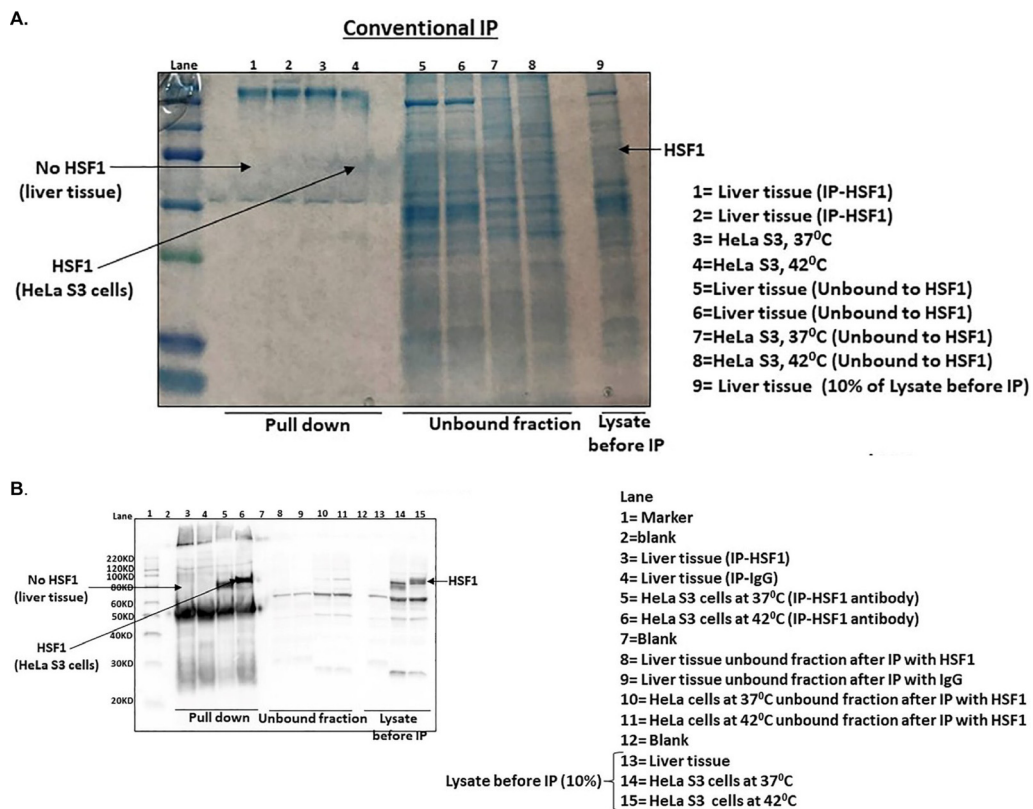 A.
Conventional IP
Lane 1 2 3 4 5 6 7 8 9
No HSF1
(liver tissue)
HSF1
(HeLa S3 cells)
HSF1
Pull down
Unbound fraction
Lysate
before IP
1= Liver tissue (IP-HSF1)
2= Liver tissue (IP-HSF1)
3= HeLa S3, 37⁰C
4=HeLa S3, 42⁰C
5=Liver tissue (Unbound to HSF1)
6=Liver tissue (Unbound to HSF1)
7=HeLa S3, 37⁰C (Unbound to HSF1)
8=HeLa S3, 42⁰C (Unbound to HSF1)
9= Liver tissue (10% of Lysate before IP)
B.
Lane 1 2 3 4 5 6 7 8 9 10 11 12 13 14 15
220KD
120KD
100KD
80KD
60KD
50KD
40KD
30KD
20KD
No HSF1
(liver tissue)
HSF1
(HeLa S3 cells)
HSF1
Pull down
Unbound fraction
Lysate
before IP
Lane
1= Marker
2=blank
3= Liver tissue (IP-HSF1)
4= Liver tissue (IP-IgG)
5= HeLa S3 cells at 37⁰C (IP-HSF1 antibody)
6= HeLa S3 cells at 42⁰C (IP-HSF1 antibody)
7=Blank
8= Liver tissue unbound fraction after IP with HSF1
9= Liver tissue unbound fraction after IP with IgG
10= HeLa cells at 37⁰C unbound fraction after IP with HSF1
11= HeLa cells at 42⁰C unbound fraction after IP with HSF1
12= Blank
Lysate before IP (10%)
13= Liver tissue
14= HeLa S3 cells at 37⁰C
15= HeLa S3 cells at 42⁰C